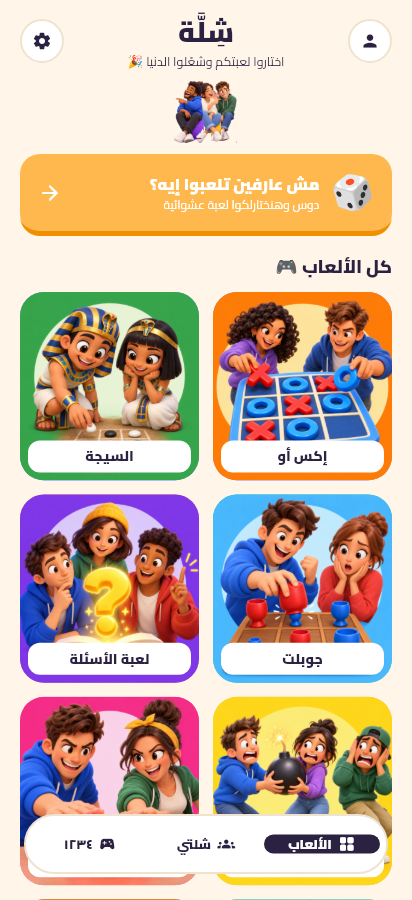 شِلَّة
اختاروا لعبتكم وشغّلوا الدنيا 🎉
مش عارفين تلعبوا إيه؟
دوس وهنختارلكوا لعبة عشوائية
كل الألعاب 🎮
إكس أو
السيجة
جوبلت
لعبة الأسئلة
الألعاب
شلتي
١٢٣٤